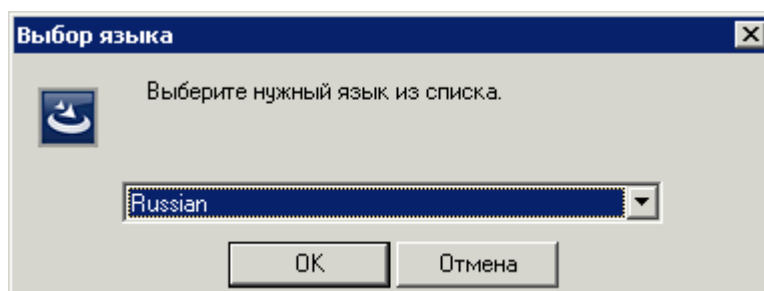 Выбор языка
Выберите нужный язык из списка.
Russian
OK
Отмена